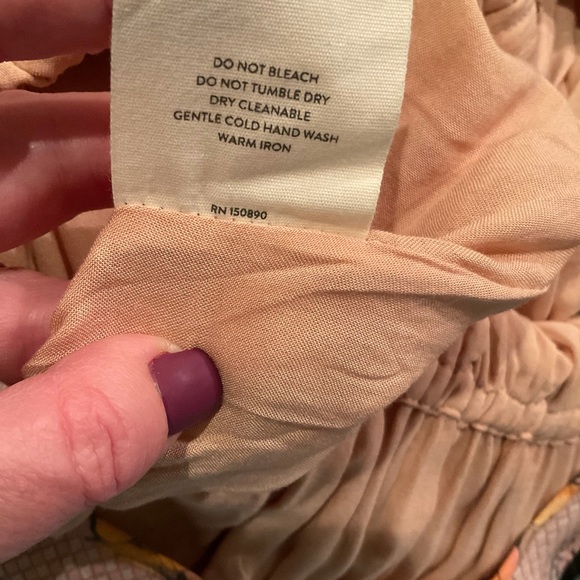 DO NOT BLEACH
DO NOT TUMBLE DRY
DRY CLEANABLE
GENTLE COLD HAND WASH
WARM IRON
RN 150890